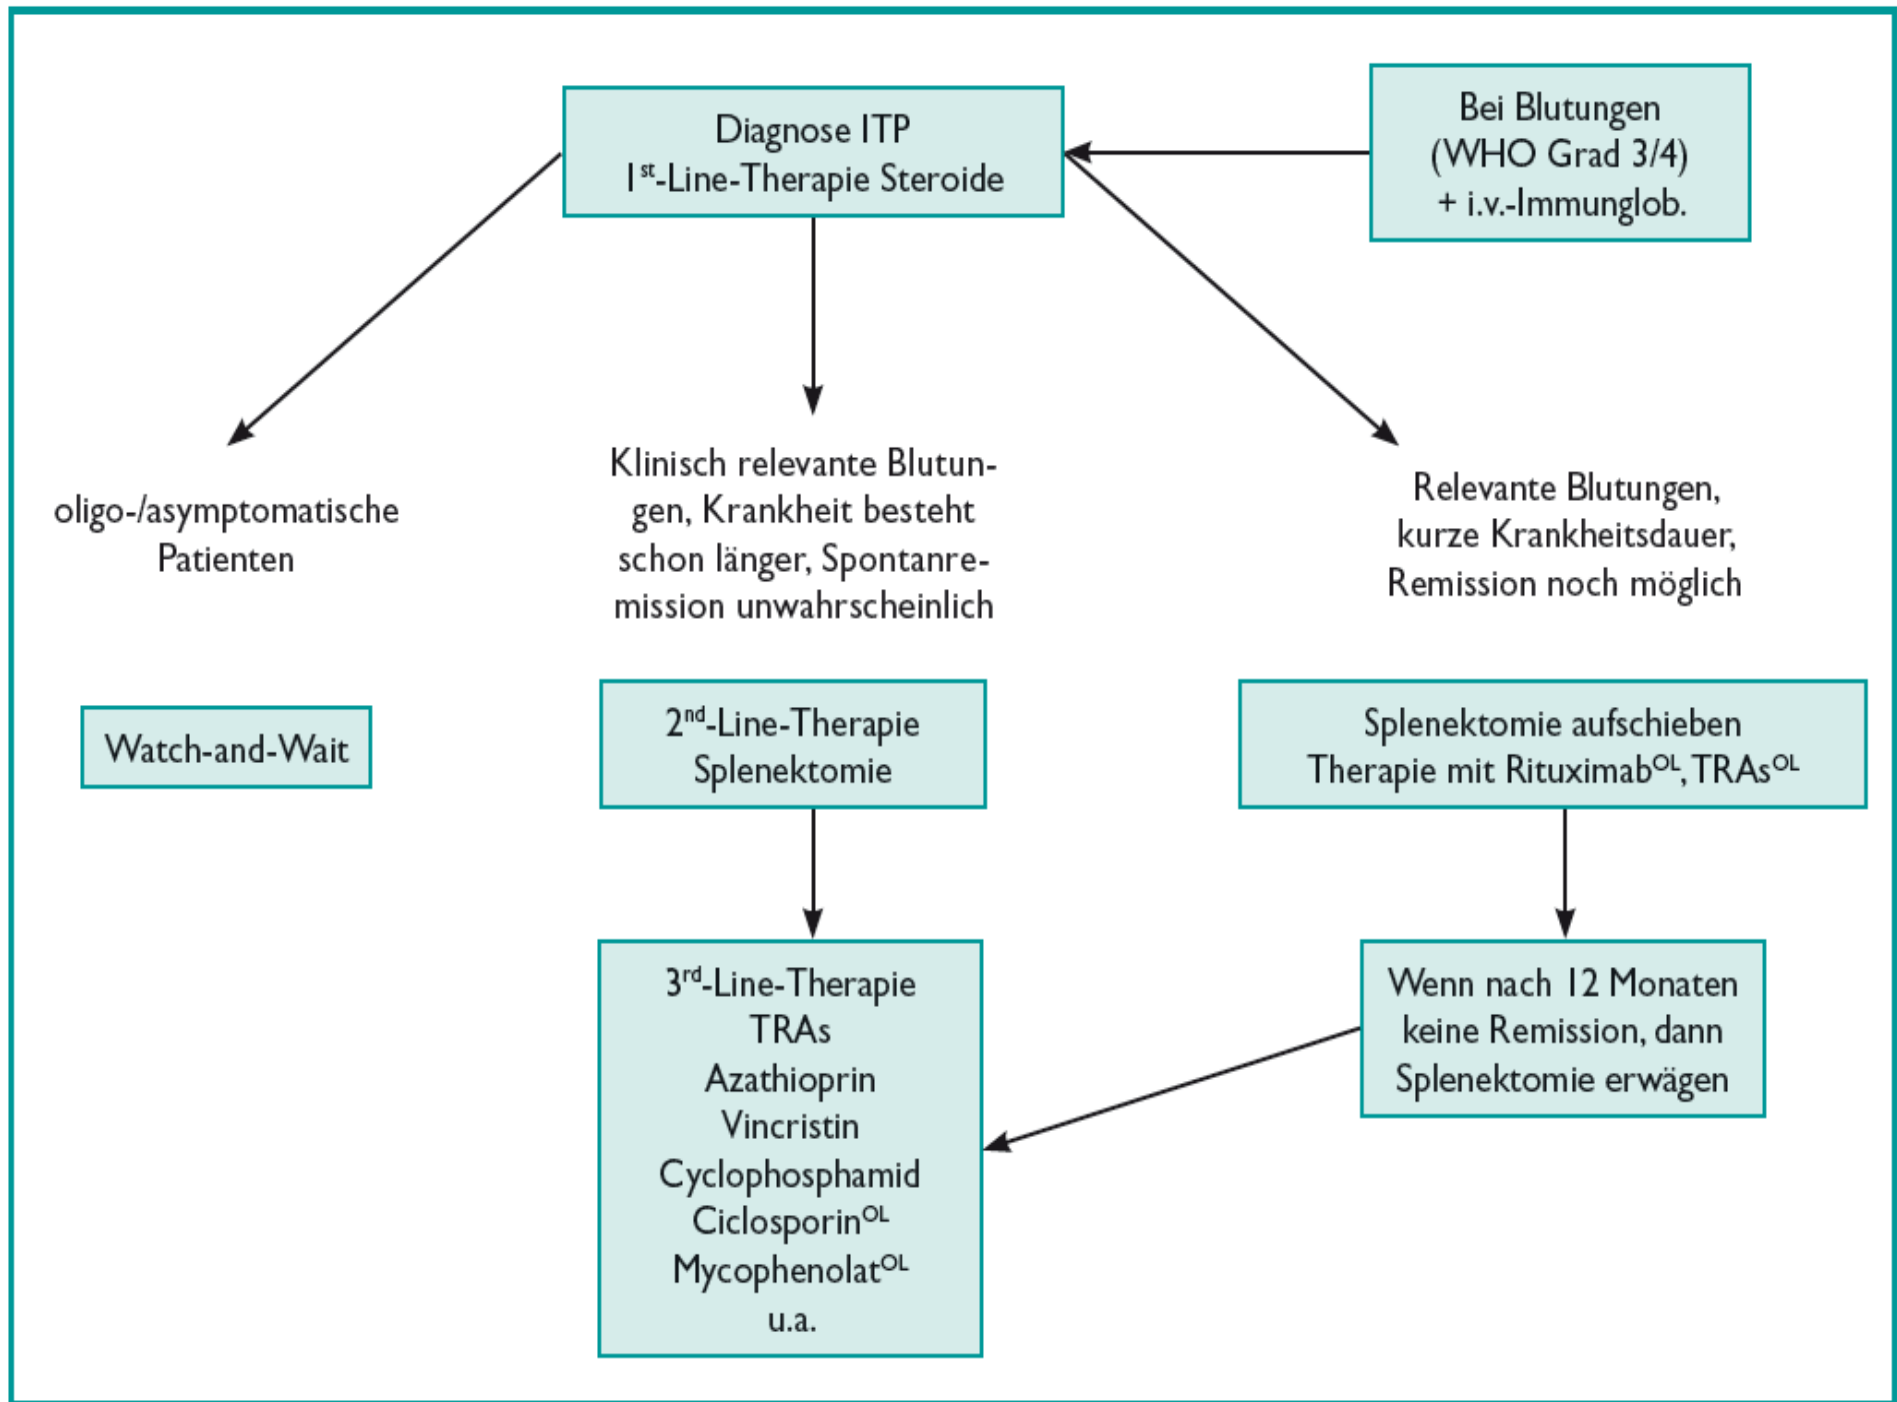 Diagnose ITP
1st-Line-Therapie Steroide
Bei Blutungen
(WHO Grad 3/4)
+ i.v.-Immunglob.
oligo-/asymptomatische
Patienten
Klinisch relevante Blutun-
gen, Krankheit besteht
schon länger, Spontanre-
mission unwahrscheinlich
Relevante Blutungen,
kurze Krankheitsdauer,
Remission noch möglich
Watch-and-Wait
2nd-Line-Therapie
Splenektomie
Splenektomie aufschieben
Therapie mit RituximabOL, TRAsOL
3rd-Line-Therapie
TRAs
Azathioprin
Vincristin
Cyclophosphamid
CiclosporinOL
MycophenolatOL
u.a.
Wenn nach 12 Monaten
keine Remission, dann
Splenektomie erwägen